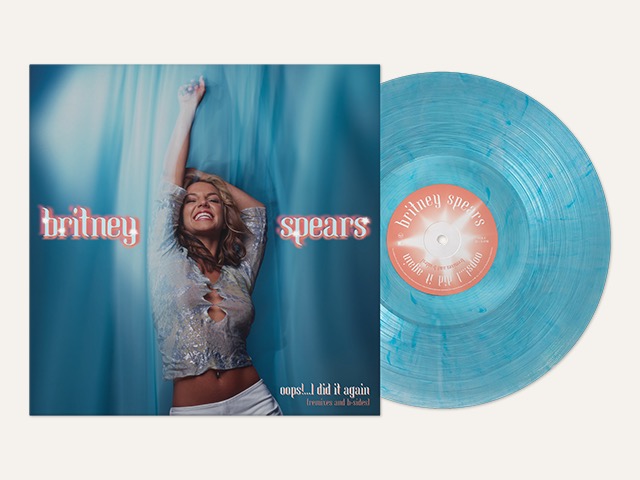 britney spears
oops!...I did it again
(remixes and b-sides)
britney spears
oops! I did it again